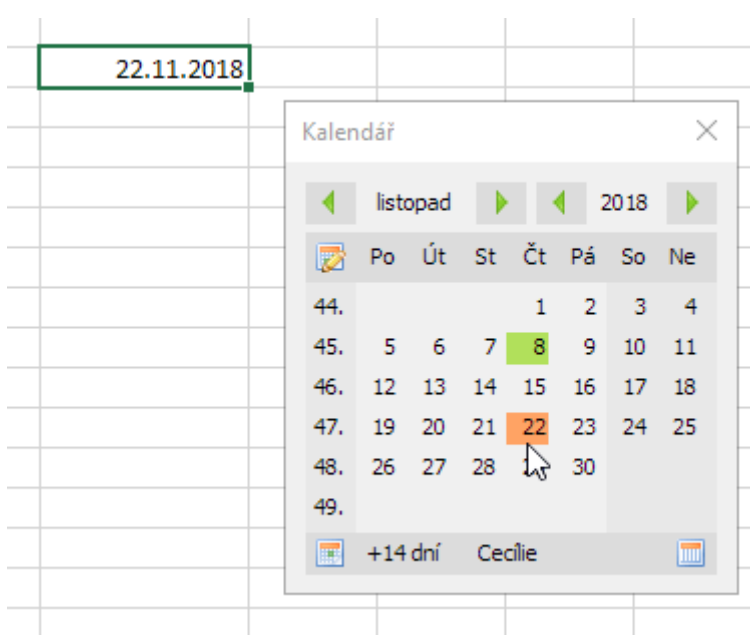 22.11.2018
Kalendář
listopad 2018
Po Út St Čt Pá So Ne
44. 1 2 3 4
45. 5 6 7 8 9 10 11
46. 12 13 14 15 16 17 18
47. 19 20 21 22 23 24 25
48. 26 27 28 30
49.
+14 dní Cecílie